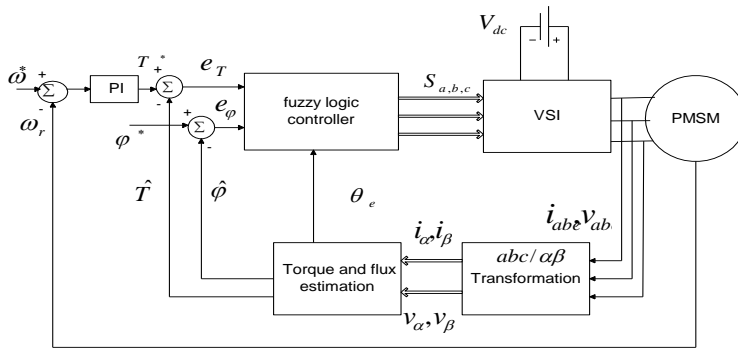 V_dc
− +
ω*
+
Σ
-
ω_r
PI
T*
+
Σ
-
e_T
φ*
+
Σ
-
e_φ
fuzzy logic
controller
S_a,b,c
VSI
PMSM
T̂
φ̂
θ_e
i_α,i_β
i_abc,v_ab
Torque and flux
estimation
abc/αβ
Transformation
v_α,v_β